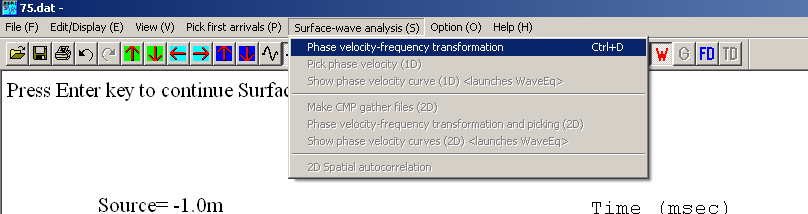 75.dat -
File (F) Edit/Display (E) View (V) Pick first arrivals (P) Surface-wave analysis (S) Option (O) Help (H)
W G FD TD
Phase velocity-frequency transformation Ctrl+D
Pick phase velocity (1D)
Show phase velocity curve (1D) <launches WaveEq>
Press Enter key to continue Surfac
Make CMP gather files (2D)
Phase velocity-frequency transformation and picking (2D)
Show phase velocity curves (2D) <launches WaveEq>
2D Spatial autocorrelation
Source= -1.0m Time (msec)